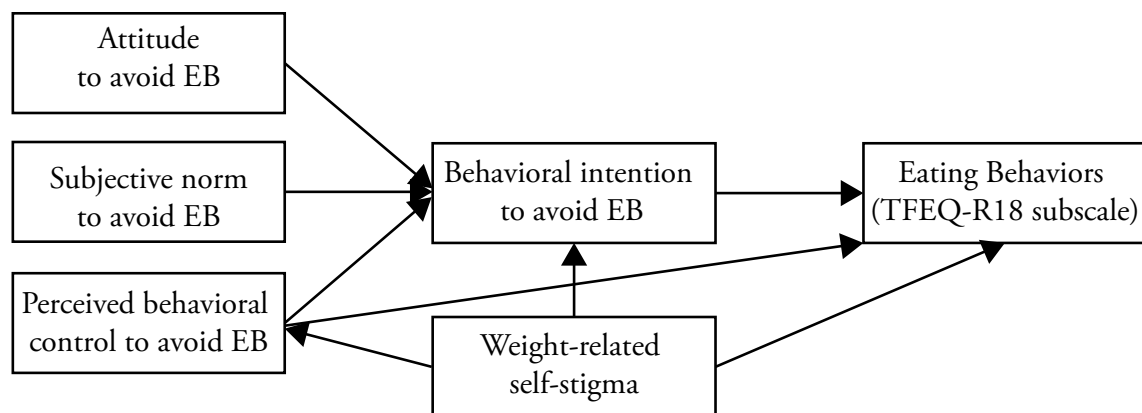 Attitude
to avoid EB
Subjective norm
to avoid EB
Perceived behavioral
control to avoid EB
Behavioral intention
to avoid EB
Weight-related
self-stigma
Eating Behaviors
(TFEQ-R18 subscale)